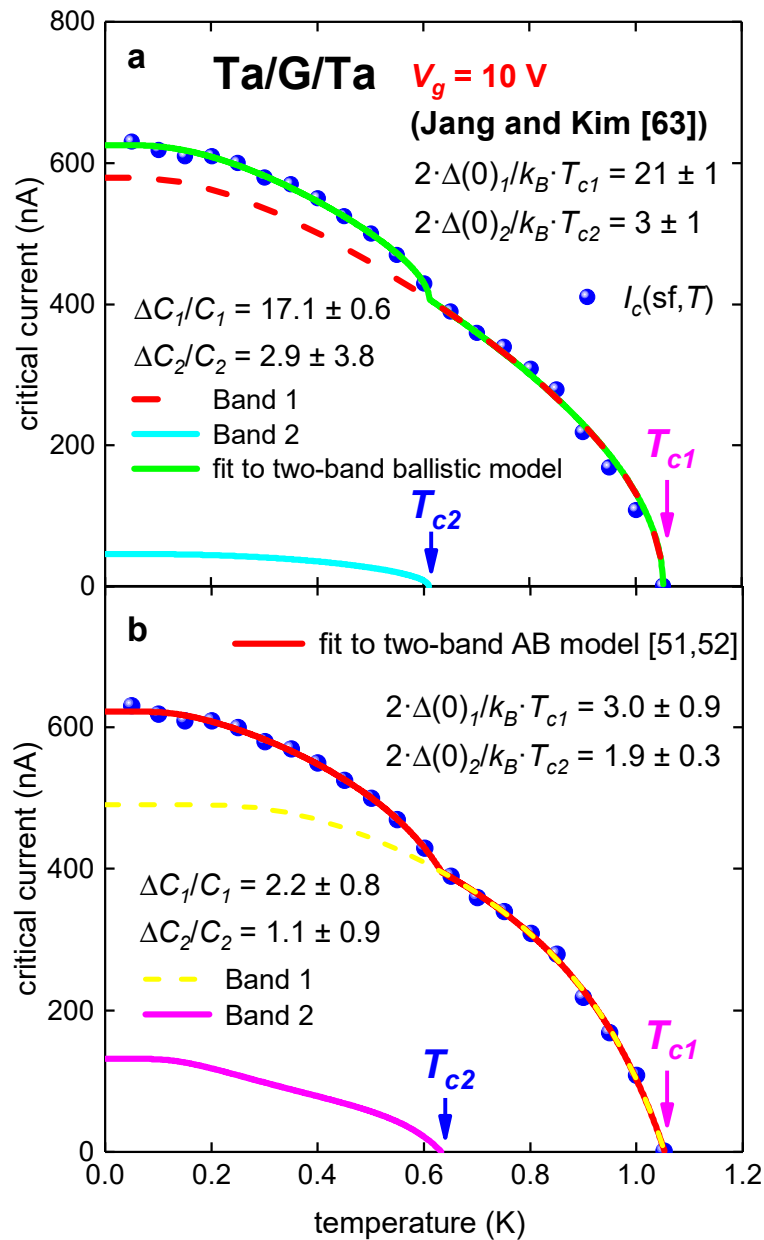 800
a
Ta/G/Ta
V_g = 10 V
(Jang and Kim [63])
2·Δ(0)_1/k_B·T_c1 = 21 ± 1
2·Δ(0)_2/k_B·T_c2 = 3 ± 1
600
I_c(sf,T)
critical current (nA)
400
ΔC_1/C_1 = 17.1 ± 0.6
ΔC_2/C_2 = 2.9 ± 3.8
Band 1
Band 2
fit to two-band ballistic model
200
T_c1
T_c2
0
b
fit to two-band AB model [51,52]
2·Δ(0)_1/k_B·T_c1 = 3.0 ± 0.9
2·Δ(0)_2/k_B·T_c2 = 1.9 ± 0.3
600
critical current (nA)
400
ΔC_1/C_1 = 2.2 ± 0.8
ΔC_2/C_2 = 1.1 ± 0.9
Band 1
Band 2
200
T_c1
T_c2
0
0.0 0.2 0.4 0.6 0.8 1.0 1.2
temperature (K)